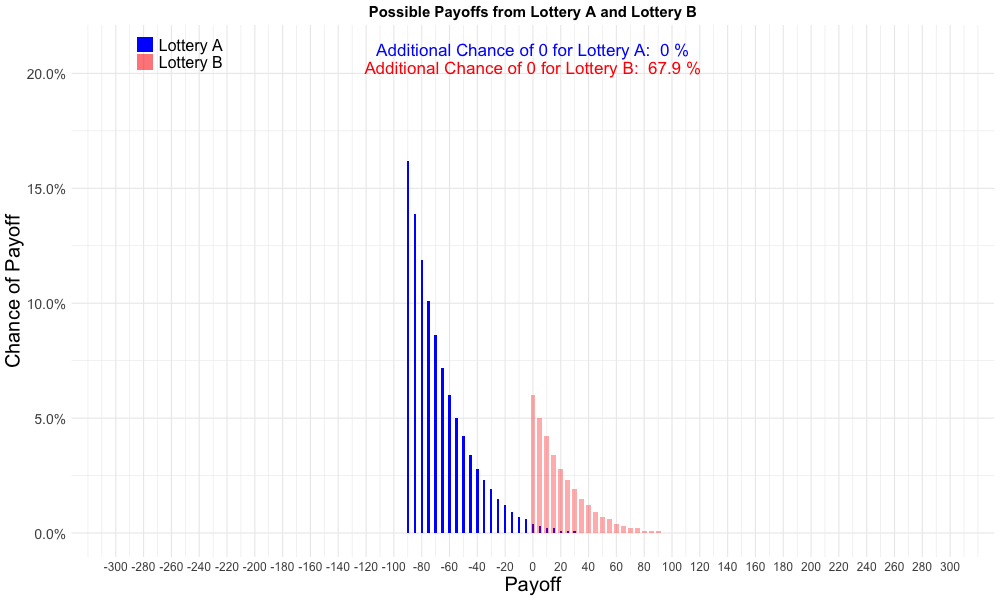 Possible Payoffs from Lottery A and Lottery B
Lottery A
Lottery B
Additional Chance of 0 for Lottery A:  0 %
Additional Chance of 0 for Lottery B:  67.9 %
20.0%
15.0%
10.0%
5.0%
0.0%
Chance of Payoff
-300 -280 -260 -240 -220 -200 -180 -160 -140 -120 -100 -80 -60 -40 -20 0 20 40 60 80 100 120 140 160 180 200 220 240 260 280 300
Payoff